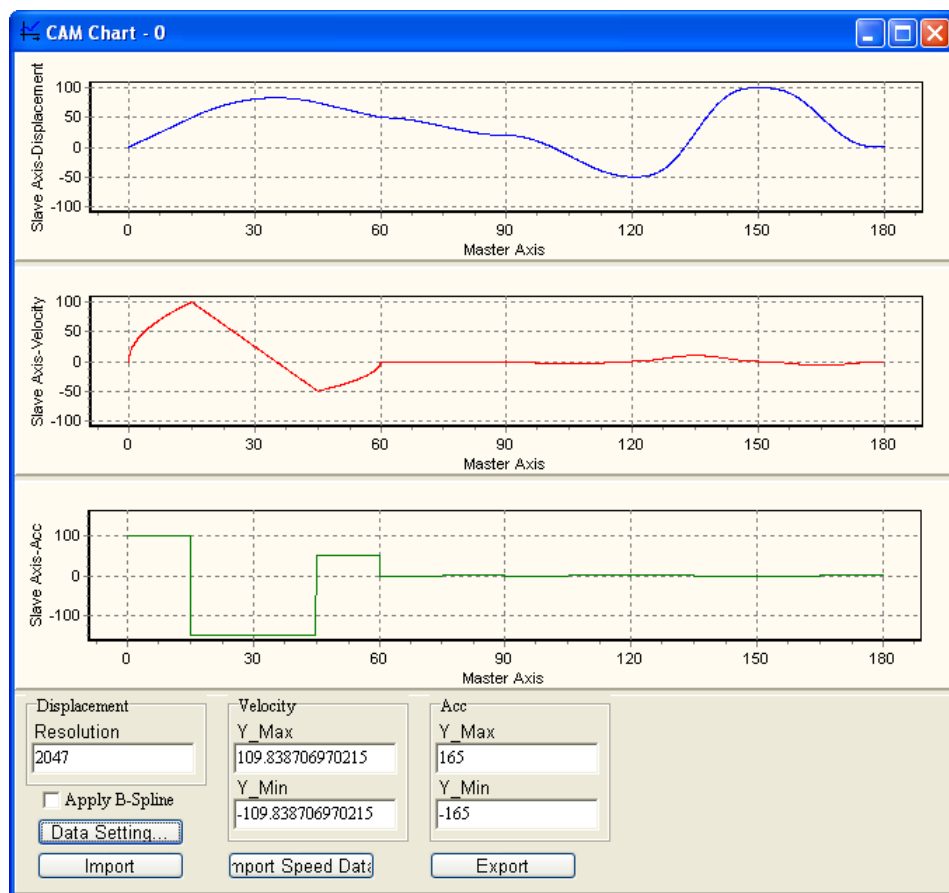 CAM Chart - 0
Slave Axis-Displacement
100
50
0
-50
-100
0 30 60 90 120 150 180
Master Axis
Slave Axis-Velocity
100
50
0
-50
-100
0 30 60 90 120 150 180
Master Axis
Slave Axis-Acc
100
0
-100
0 30 60 90 120 150 180
Master Axis
Displacement
Resolution
2047
Apply B-Spline
Data Setting...
Import
Velocity
Y_Max
109.838706970215
Y_Min
-109.838706970215
mport Speed Data
Acc
Y_Max
165
Y_Min
-165
Export